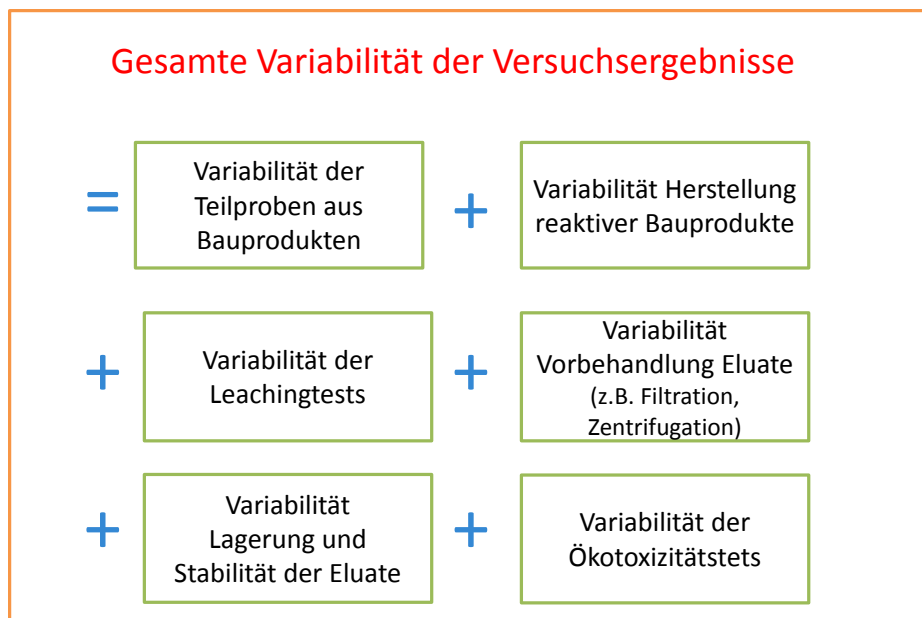 Gesamte Variabilität der Versuchsergebnisse
=
Variabilität der
Teilproben aus
Bauprodukten
+
Variabilität Herstellung
reaktiver Bauprodukte
+
Variabilität der
Leachingtests
+
Variabilität
Vorbehandlung Eluate
(z.B. Filtration,
Zentrifugation)
+
Variabilität
Lagerung und
Stabilität der Eluate
+
Variabilität der
Ökotoxizitätstets